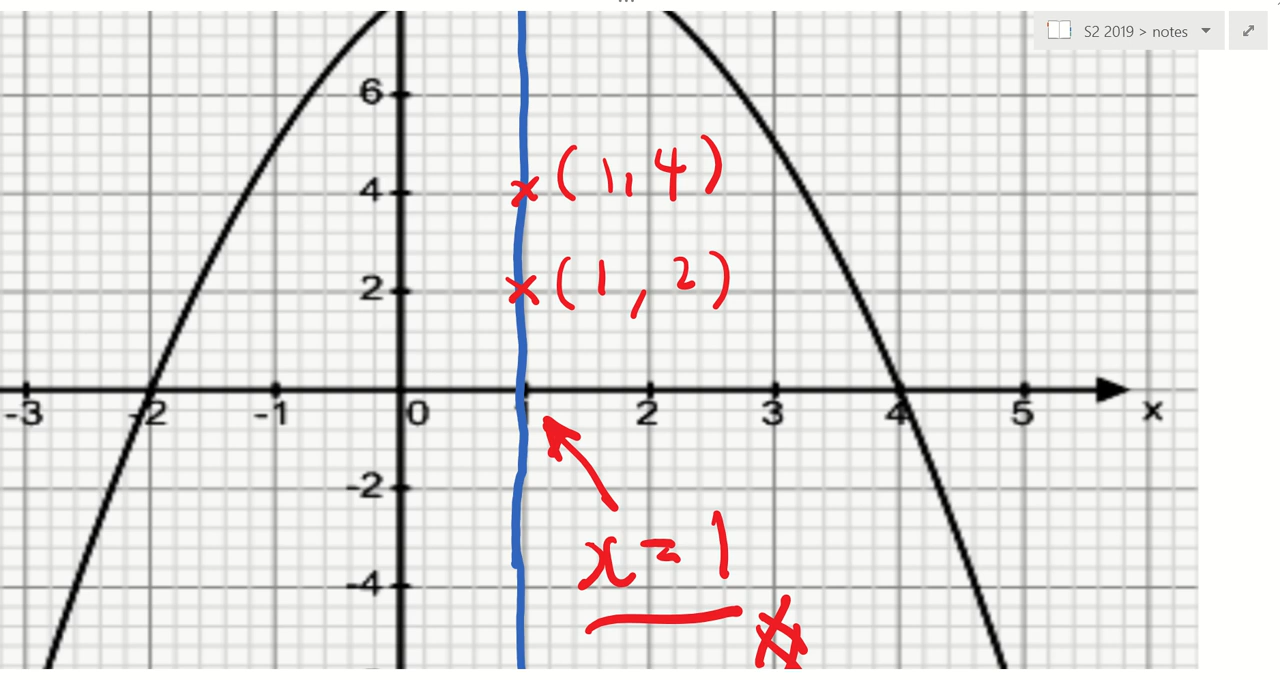 ...
S2 2019 > notes
6
(1, 4)
4
(1, 2)
2
-3 -2 -1 0 1 2 3 4 5 x
-2
x = 1
-4